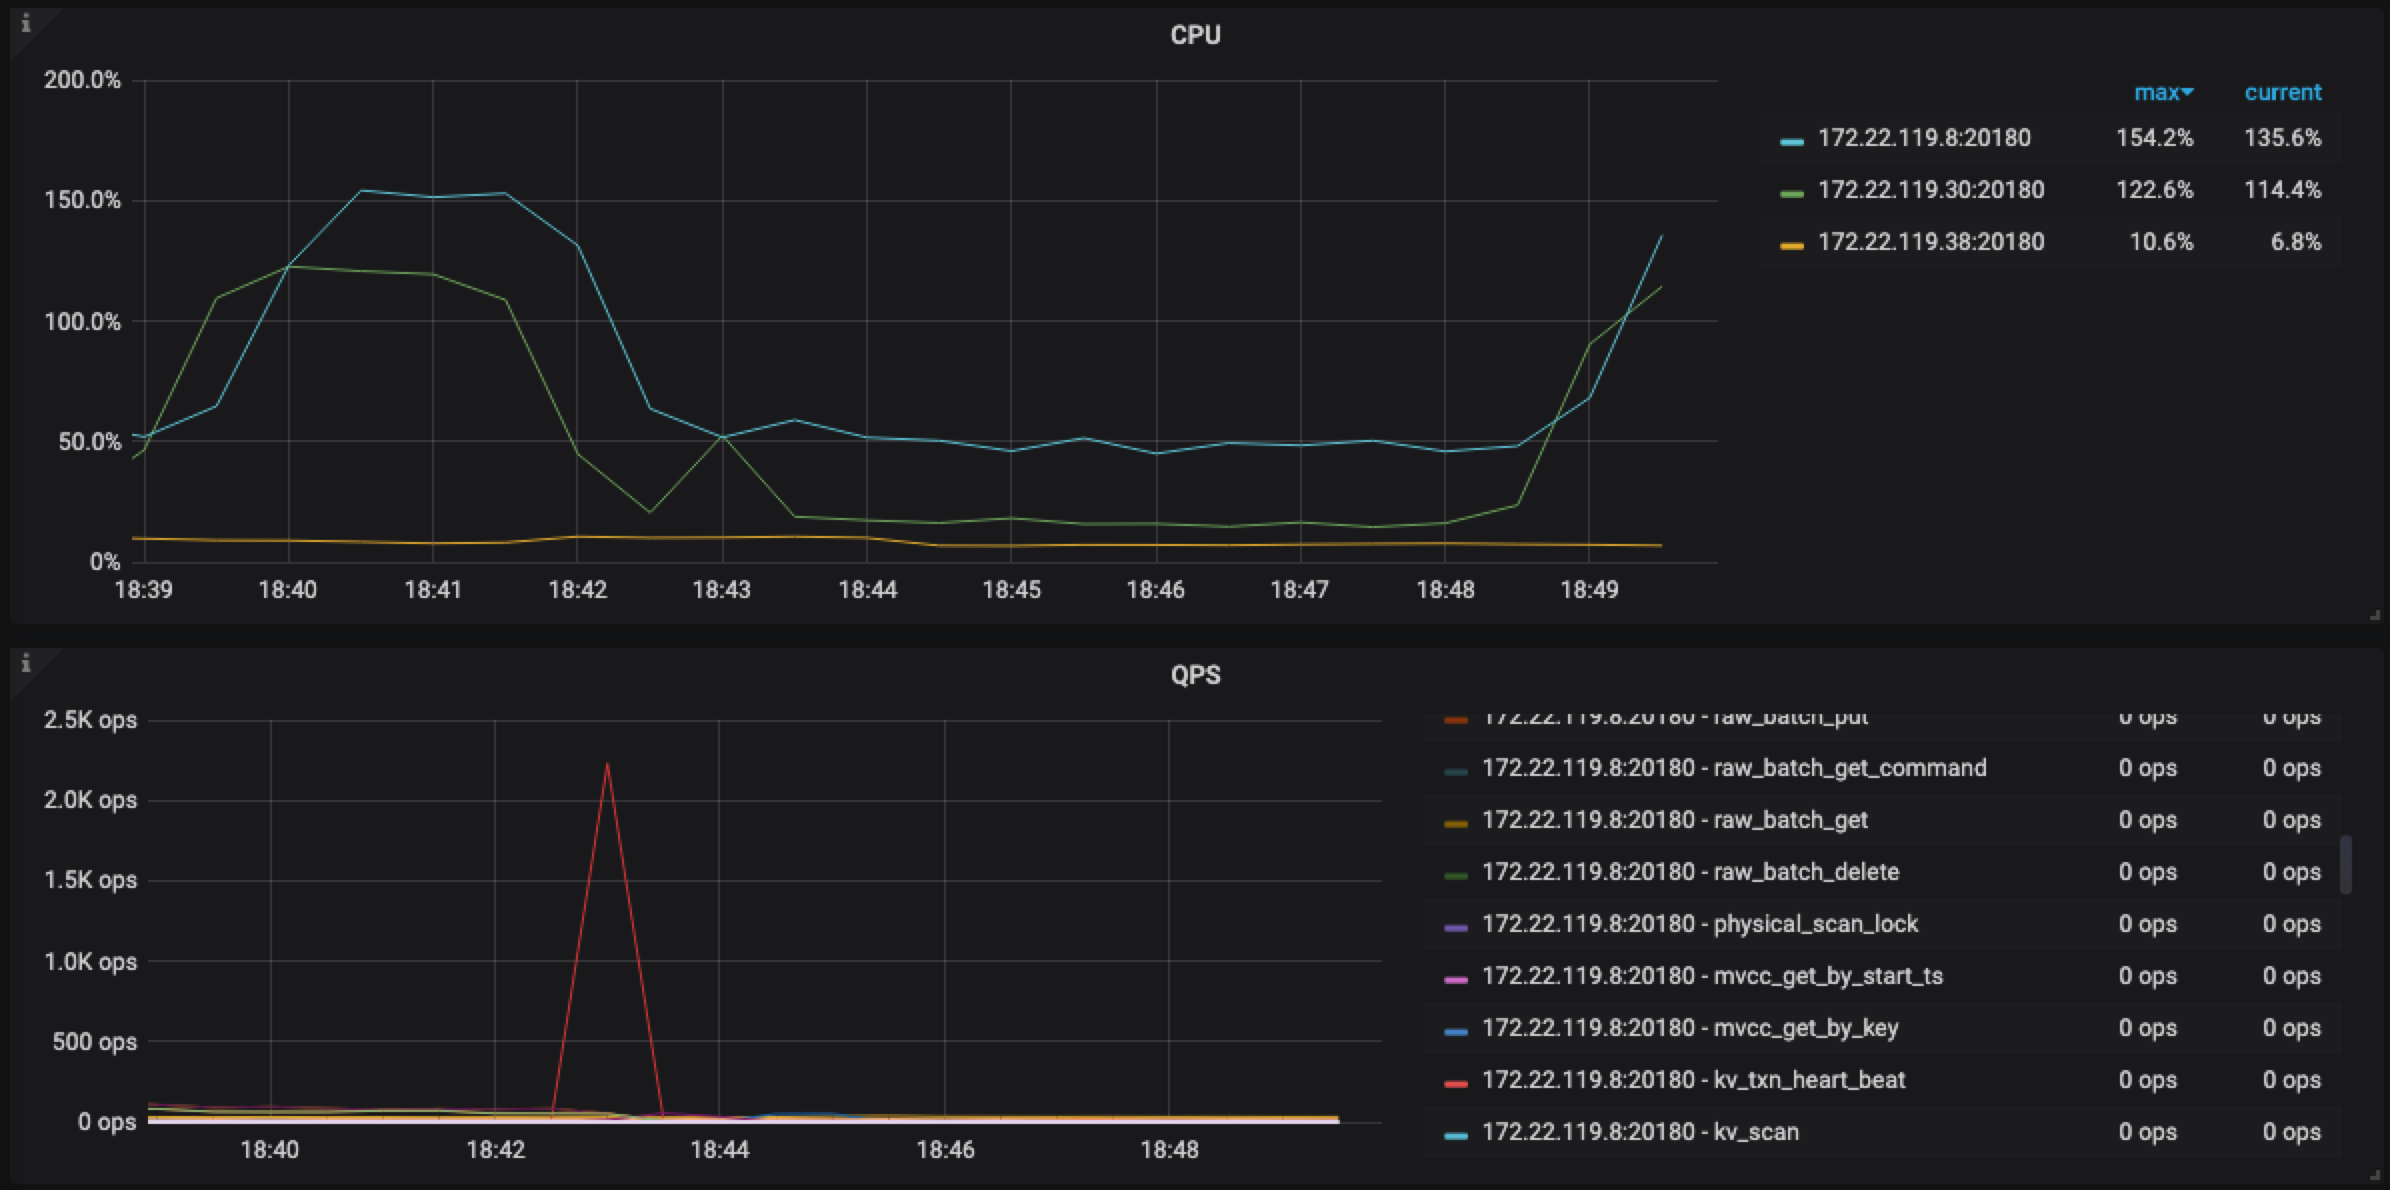 CPU
200.0%
150.0%
100.0%
50.0%
0%
18:39 18:40 18:41 18:42 18:43 18:44 18:45 18:46 18:47 18:48 18:49
max current
172.22.119.8:20180 154.2% 135.6%
172.22.119.30:20180 122.6% 114.4%
172.22.119.38:20180 10.6% 6.8%
QPS
2.5K ops
2.0K ops
1.5K ops
1.0K ops
500 ops
0 ops
18:40 18:42 18:44 18:46 18:48
172.22.119.8:20180 - raw_batch_put 0 ops 0 ops
172.22.119.8:20180 - raw_batch_get_command 0 ops 0 ops
172.22.119.8:20180 - raw_batch_get 0 ops 0 ops
172.22.119.8:20180 - raw_batch_delete 0 ops 0 ops
172.22.119.8:20180 - physical_scan_lock 0 ops 0 ops
172.22.119.8:20180 - mvcc_get_by_start_ts 0 ops 0 ops
172.22.119.8:20180 - mvcc_get_by_key 0 ops 0 ops
172.22.119.8:20180 - kv_txn_heart_beat 0 ops 0 ops
172.22.119.8:20180 - kv_scan 0 ops 0 ops